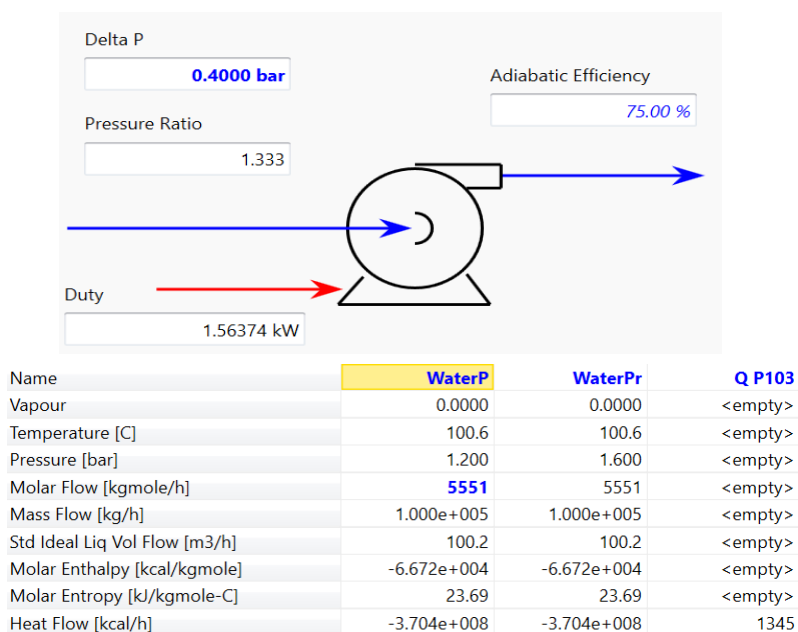 Delta P
0.4000 bar
Adiabatic Efficiency
75.00 %
Pressure Ratio
1.333
Duty
1.56374 kW
Name WaterP WaterPr Q P103
Vapour 0.0000 0.0000 <empty>
Temperature [C] 100.6 100.6 <empty>
Pressure [bar] 1.200 1.600 <empty>
Molar Flow [kgmole/h] 5551 5551 <empty>
Mass Flow [kg/h] 1.000e+005 1.000e+005 <empty>
Std Ideal Liq Vol Flow [m3/h] 100.2 100.2 <empty>
Molar Enthalpy [kcal/kgmole] -6.672e+004 -6.672e+004 <empty>
Molar Entropy [kJ/kgmole-C] 23.69 23.69 <empty>
Heat Flow [kcal/h] -3.704e+008 -3.704e+008 1345